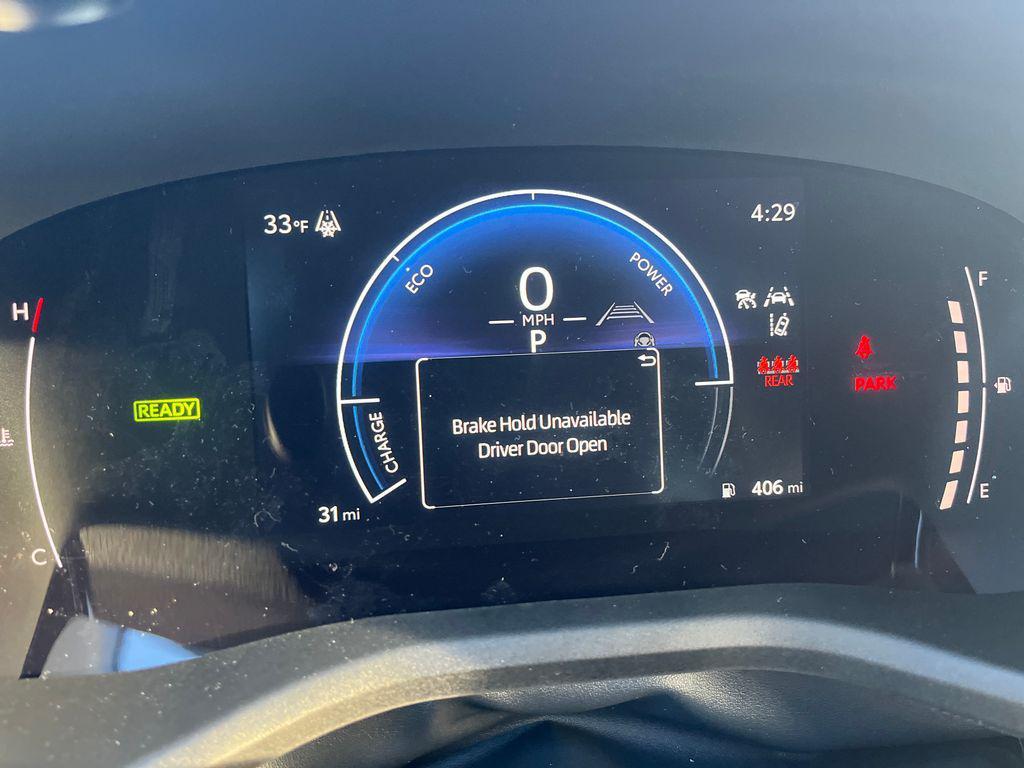 33°F
4:29
ECO
POWER
0
MPH
P
H
F
REAR
PARK
READY
CHARGE
Brake Hold Unavailable
Driver Door Open
E
31 mi
406 mi
C